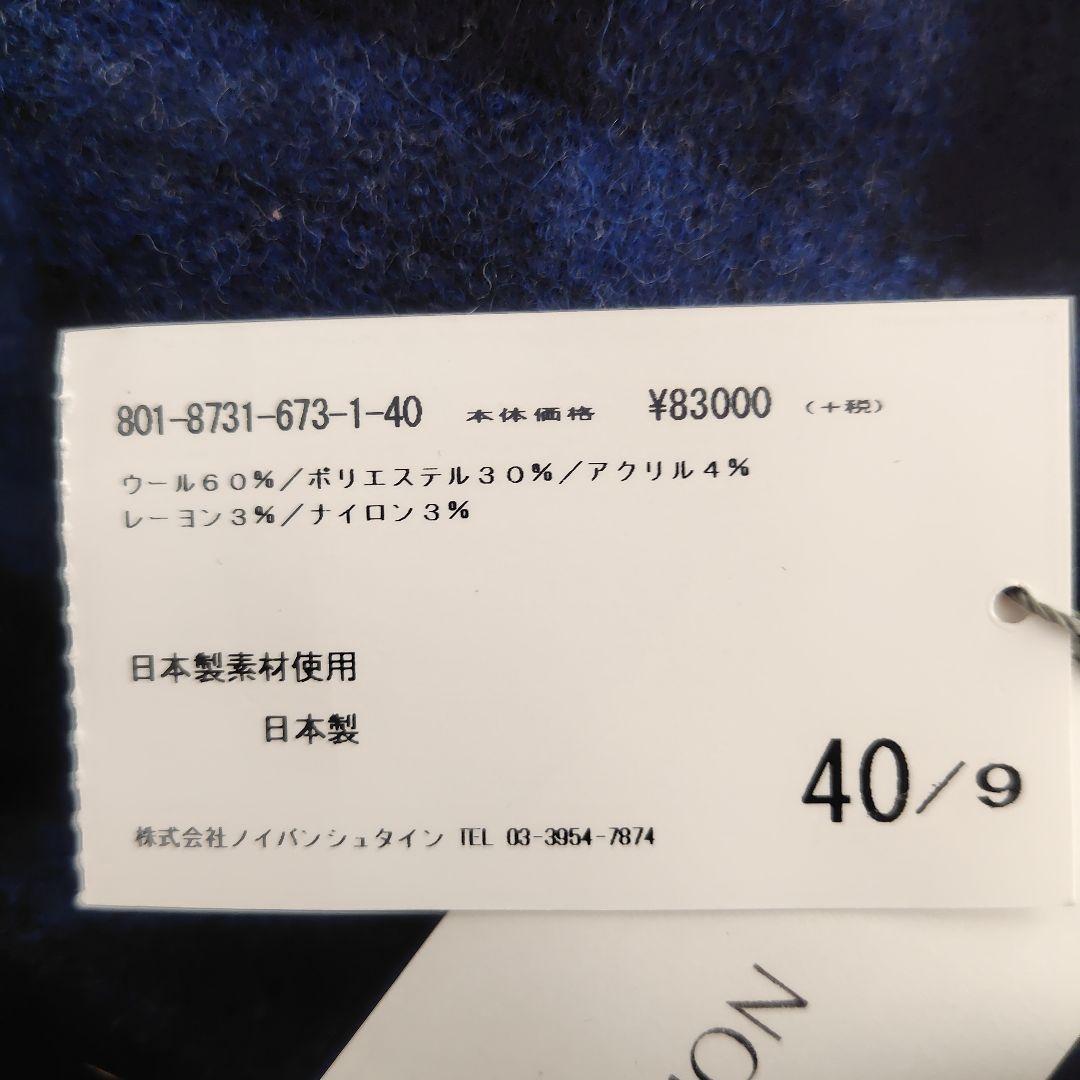 801-8731-673-1-40 本体価格 ¥83000 (+税)
ウール60%/ポリエステル30%/アクリル4%
レーヨン3%/ナイロン3%
日本製素材使用
日本製
40/9
株式会社ノイバンシュタイン TEL 03-3954-7874
ON